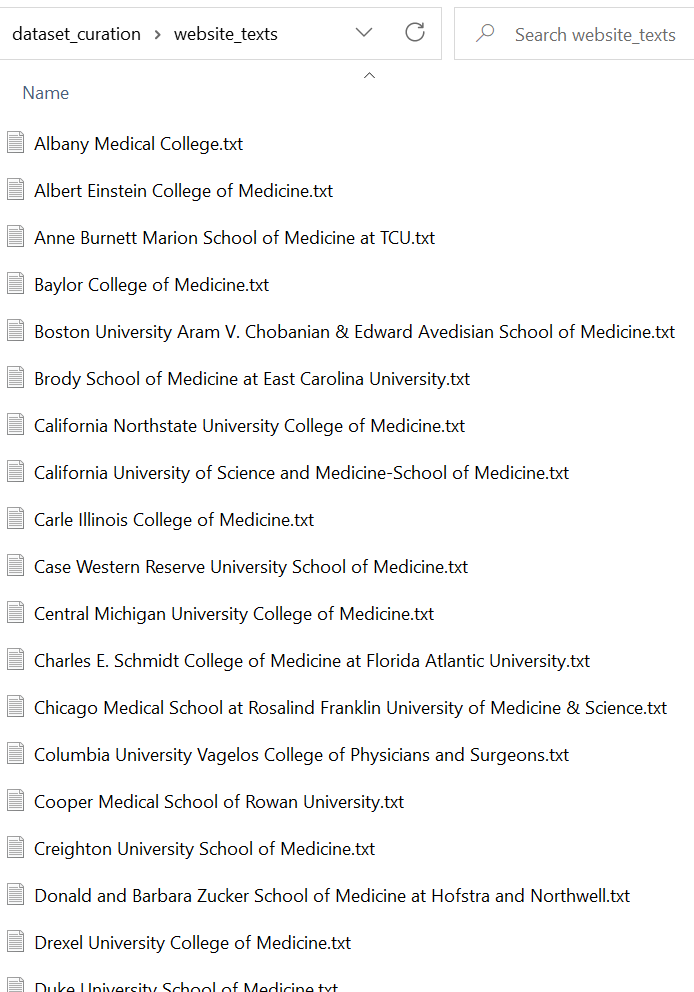 dataset_curation > website_texts
Search website_texts
Name
Albany Medical College.txt
Albert Einstein College of Medicine.txt
Anne Burnett Marion School of Medicine at TCU.txt
Baylor College of Medicine.txt
Boston University Aram V. Chobanian & Edward Avedisian School of Medicine.txt
Brody School of Medicine at East Carolina University.txt
California Northstate University College of Medicine.txt
California University of Science and Medicine-School of Medicine.txt
Carle Illinois College of Medicine.txt
Case Western Reserve University School of Medicine.txt
Central Michigan University College of Medicine.txt
Charles E. Schmidt College of Medicine at Florida Atlantic University.txt
Chicago Medical School at Rosalind Franklin University of Medicine & Science.txt
Columbia University Vagelos College of Physicians and Surgeons.txt
Cooper Medical School of Rowan University.txt
Creighton University School of Medicine.txt
Donald and Barbara Zucker School of Medicine at Hofstra and Northwell.txt
Drexel University College of Medicine.txt
Duke University School of Medicine.txt